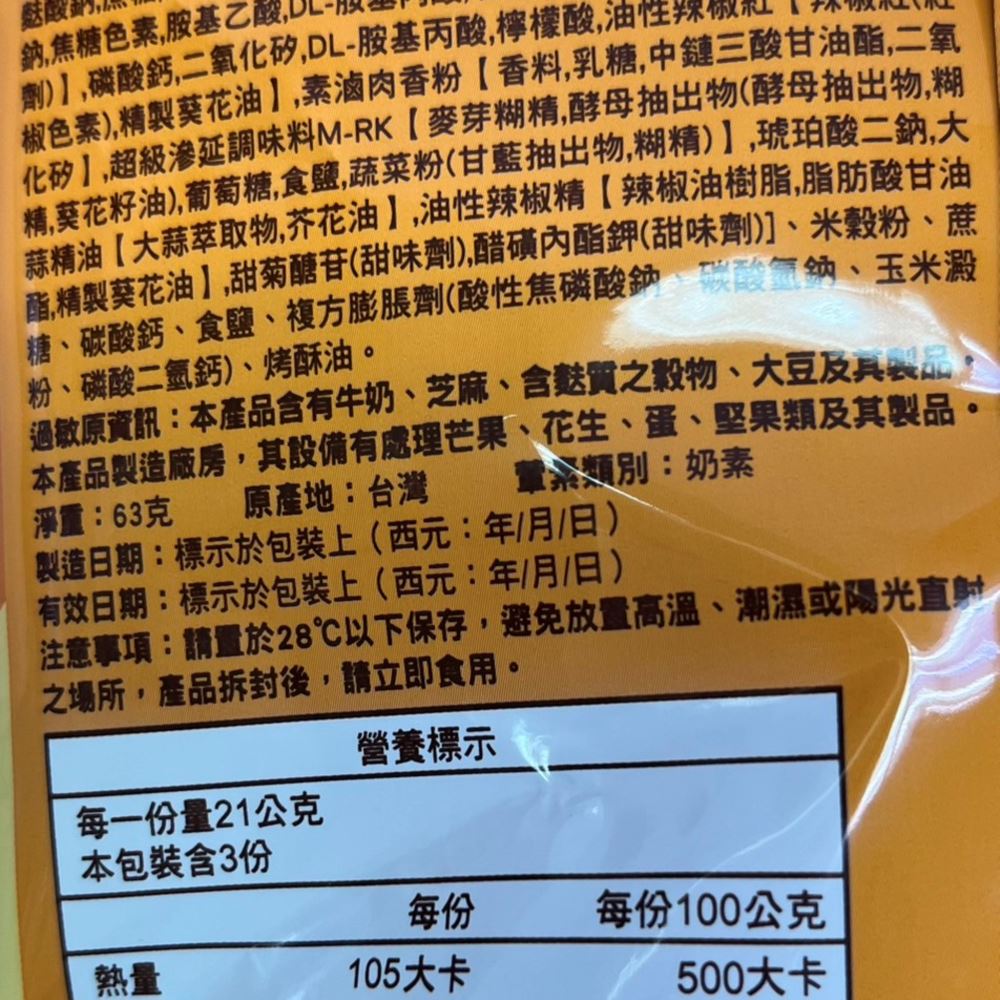 麩酸鈉,焦糖
鈉,焦糖色素,胺基乙酸,DL-胺基丙酸,檸檬酸,油性辣椒紅【辣椒紅(紅
劑)】,磷酸鈣,二氧化矽,DL-胺基丙酸,檸檬酸,油性辣椒紅
椒色素),精製葵花油】,素滷肉香粉【香料,乳糖,中鏈三酸甘油酯,二氧
化矽】,超級滲延調味料M-RK【麥芽糊精,酵母抽出物(酵母抽出物,糊
精,葵花籽油),葡萄糖,食鹽,蔬菜粉(甘藍抽出物,糊精)】,琥珀酸二鈉,大
蒜精油【大蒜萃取物,芥花油】,油性辣椒精【辣椒油樹脂,脂肪酸甘油
酯,精製葵花油】,甜菊醣苷(甜味劑),醋磺內酯鉀(甜味劑)]、米穀粉、蔗
糖、碳酸鈣、食鹽、複方膨脹劑(酸性焦磷酸鈉、碳酸氫鈉、玉米澱
粉、磷酸二氫鈣)、烤酥油。
過敏原資訊:本產品含有牛奶、芝麻、含麩質之穀物、大豆及其製品,
本產品製造廠房,其設備有處理芒果、花生、蛋、堅果類及其製品。
淨重:63克 原產地:台灣 葷素類別:奶素
製造日期:標示於包裝上(西元:年/月/日)
有效日期:標示於包裝上(西元:年/月/日)
注意事項:請置於28℃以下保存,避免放置高溫、潮濕或陽光直射
之場所,產品拆封後,請立即食用。
營養標示
每一份量21公克
本包裝含3份
每份 每份100公克
熱量 105大卡 500大卡